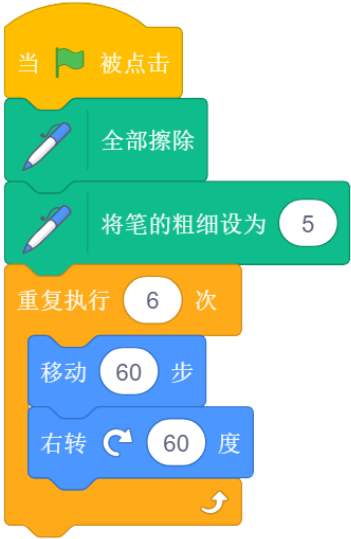 当 被点击
全部擦除
将笔的粗细设为 5
重复执行 6 次
移动 60 步
右转 60 度